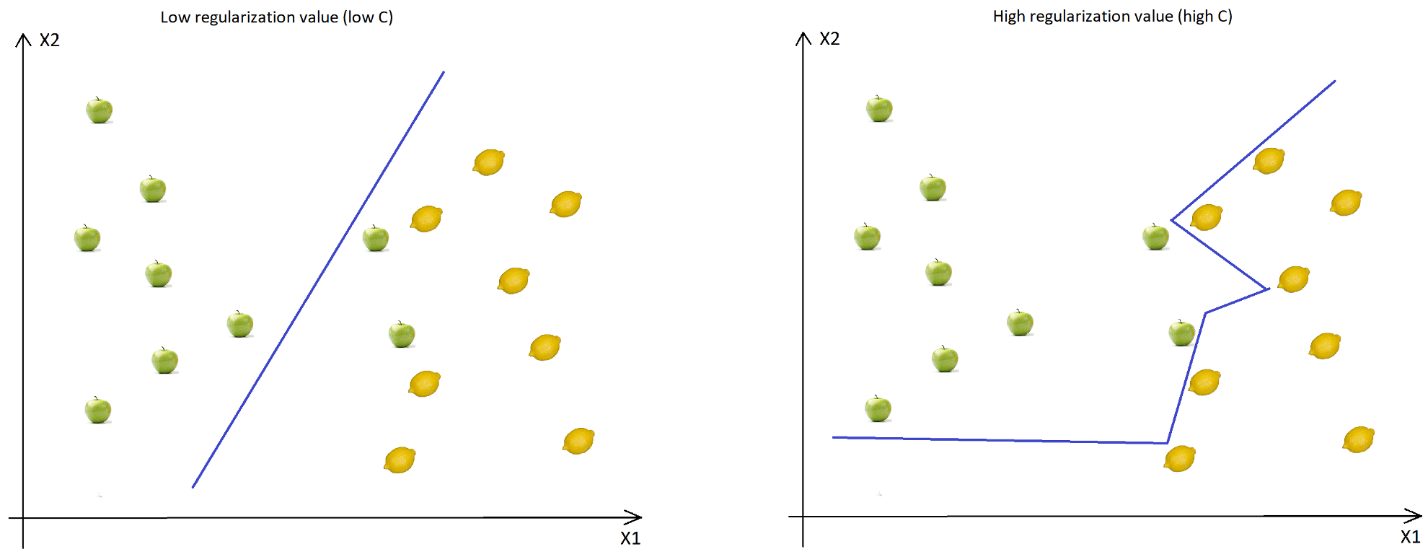 Low regularization value (low C)
X2
X1
High regularization value (high C)
X2
X1